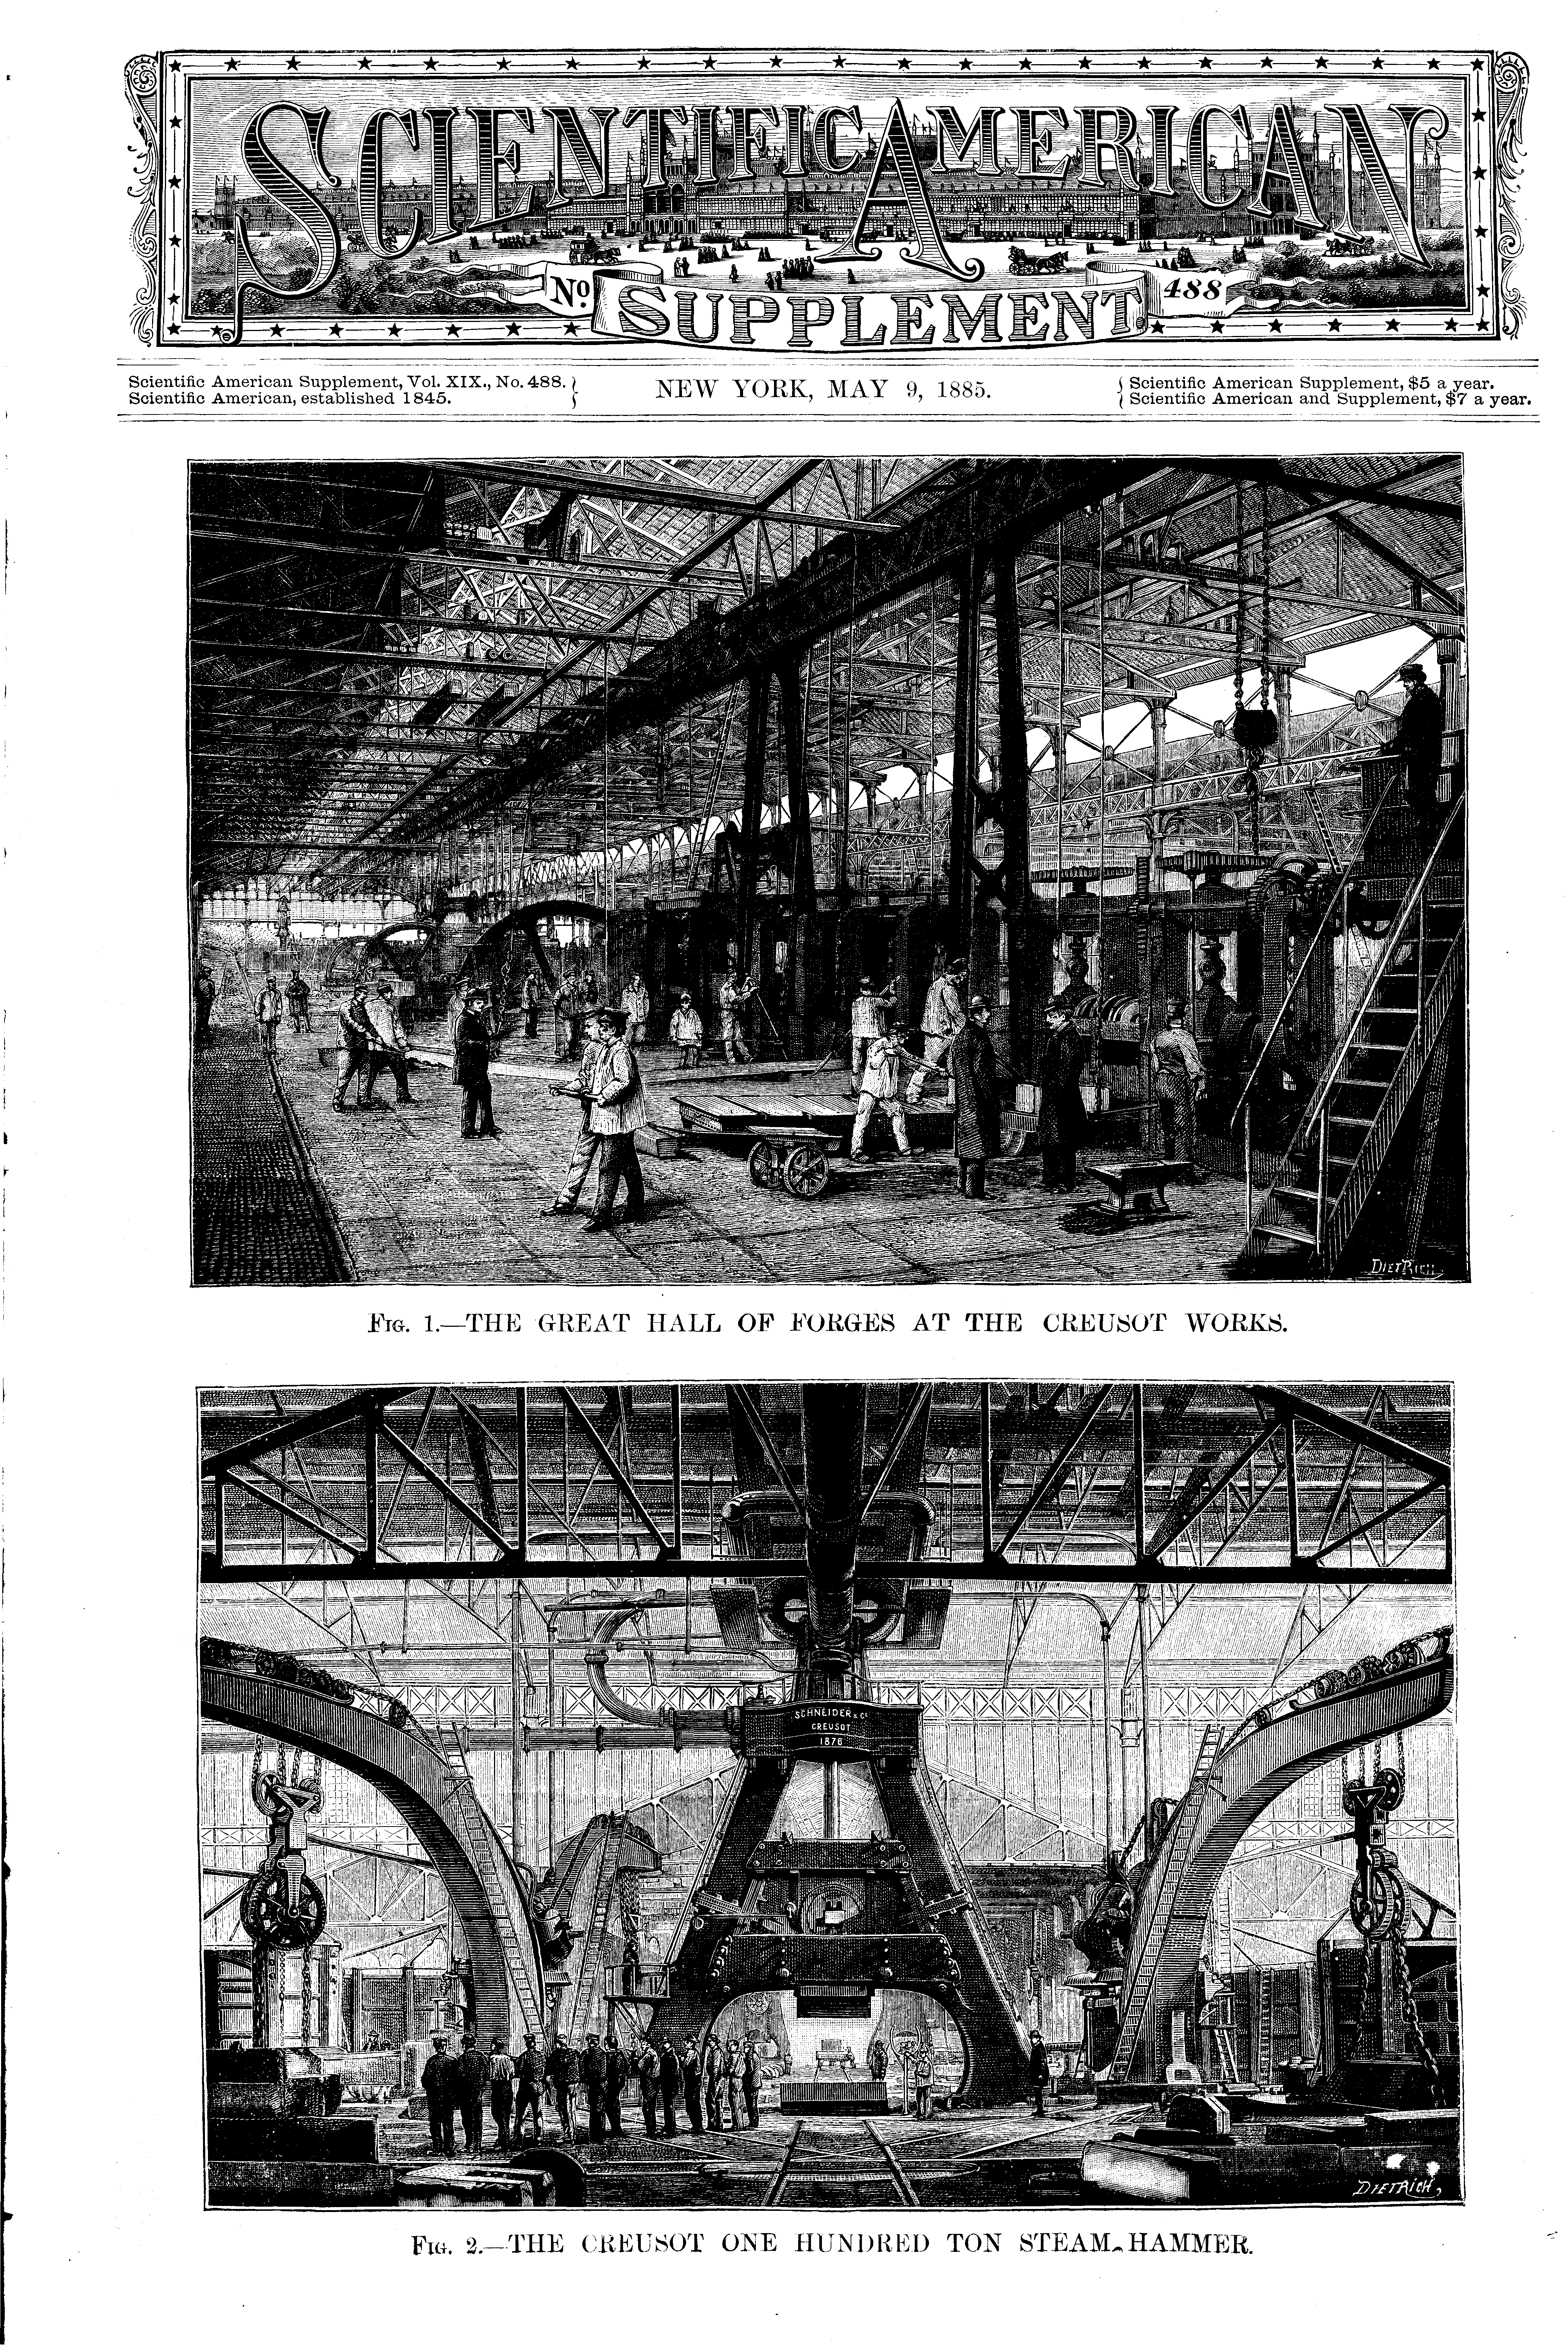 SCIENTIFIC AMERICAN
No. SUPPLEMENT. 488
Scientific American Supplement, Vol. XIX., No. 488.
Scientific American, established 1845.
NEW YORK, MAY 9, 1885.
Scientific American Supplement, $5 a year.
Scientific American and Supplement, $7 a year.
DIETRICH
FIG. 1.—THE GREAT HALL OF FORGES AT THE CREUSOT WORKS.
SCHNEIDER & Co
CREUSOT
1876
DIETRICH
FIG. 2.—THE CREUSOT ONE HUNDRED TON STEAM-HAMMER.